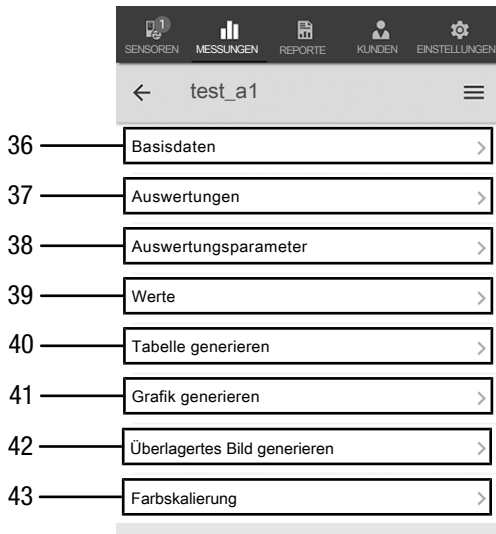 1
SENSOREN MESSUNGEN REPORTE KUNDEN EINSTELLUNGEN
test_a1
36 Basisdaten
37 Auswertungen
38 Auswertungsparameter
39 Werte
40 Tabelle generieren
41 Grafik generieren
42 Überlagertes Bild generieren
43 Farbskalierung